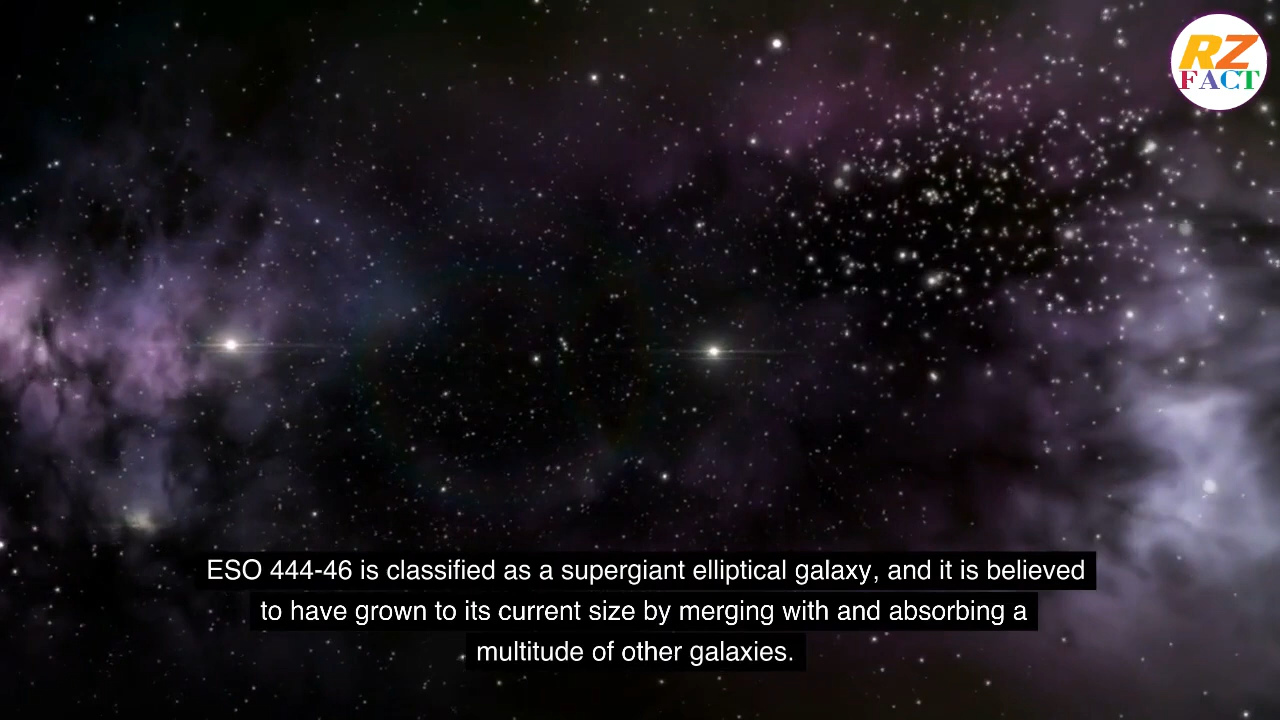 RZ
FACT
ESO 444-46 is classified as a supergiant elliptical galaxy, and it is believed
to have grown to its current size by merging with and absorbing a
multitude of other galaxies.